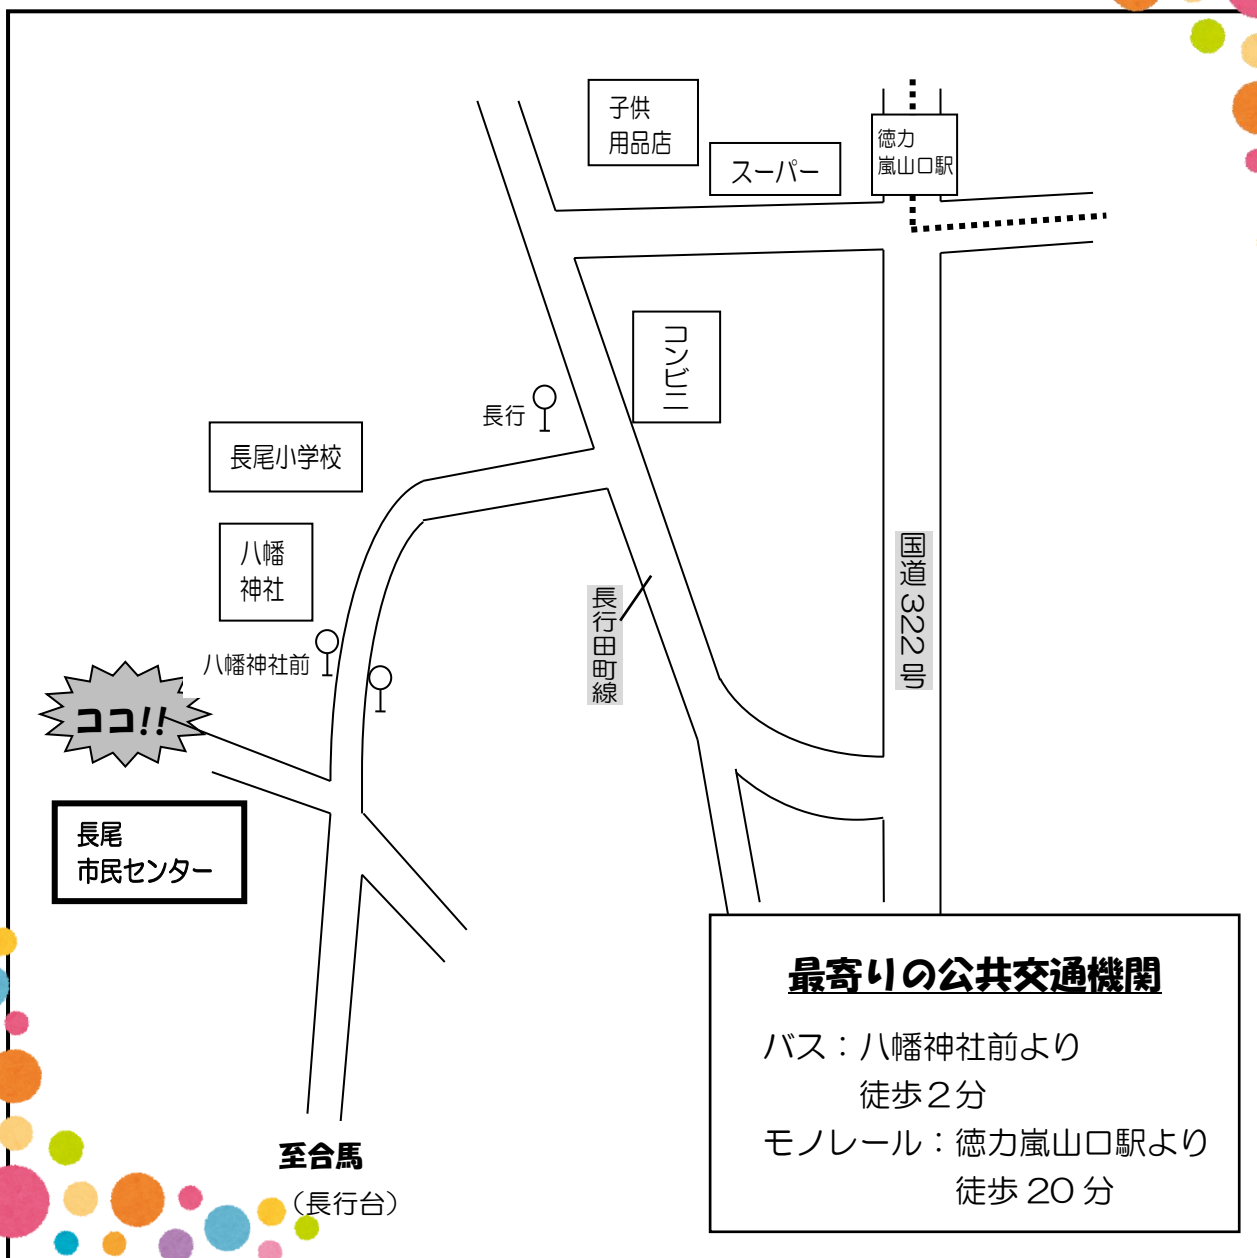 子供
用品店
スーパー
徳力
嵐山口駅
コンビニ
長行
長尾小学校
八幡
神社
八幡神社前
国道322号
長行田町線
ココ!!
長尾
市民センター
最寄りの公共交通機関
バス：八幡神社前より
徒歩２分
モノレール：徳力嵐山口駅より
徒歩 20 分
至合馬
（長行台）